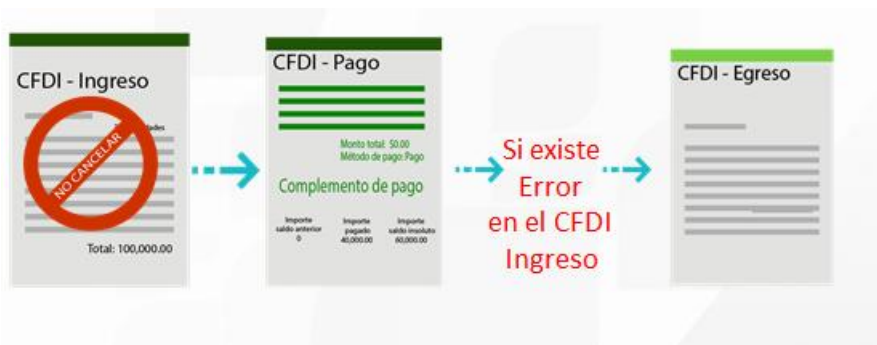 CFDI - Ingreso
NO CANCELAR
Total: 100,000.00
CFDI - Pago
Monto total: $0.00
Método de pago: Pago
Complemento de pago
Importe saldo anterior
0
Importe pagado
40,000.00
Importe saldo insoluto
60,000.00
Si existe
Error
en el CFDI
Ingreso
CFDI - Egreso